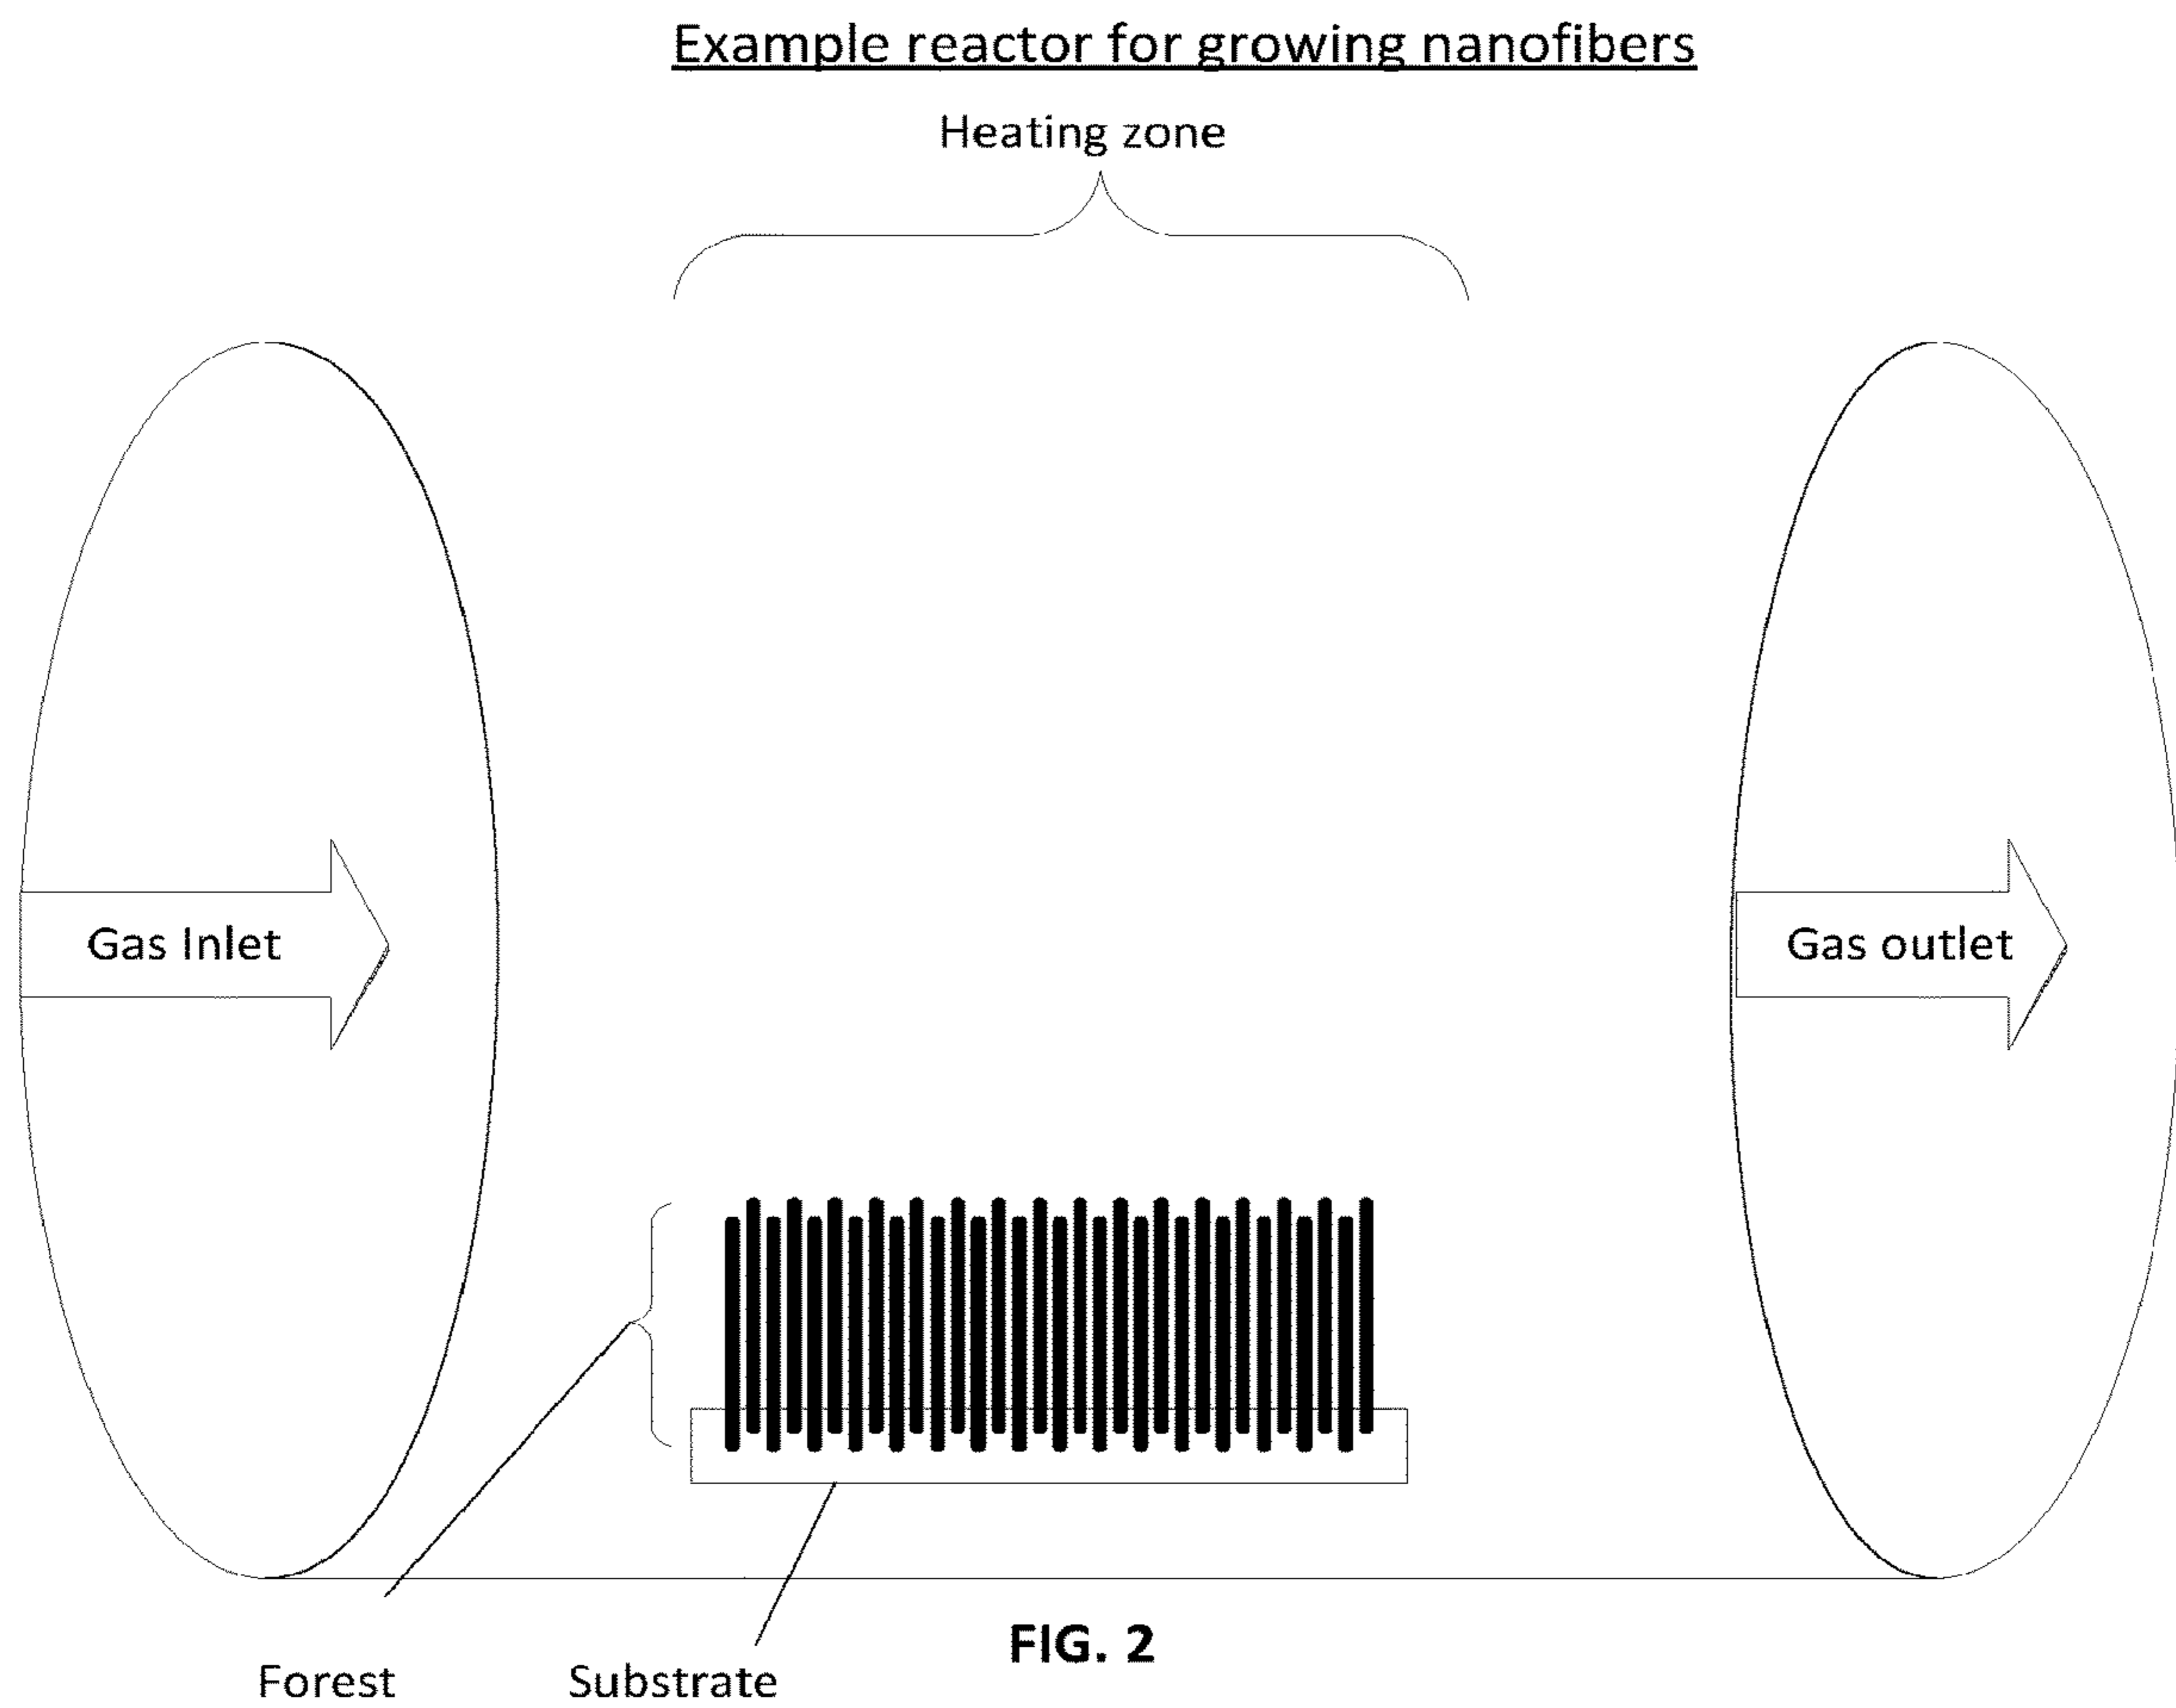 Example reactor for growing nanofibers
Heating zone
Gas Inlet
Gas outlet
FIG. 2
Forest
Substrate